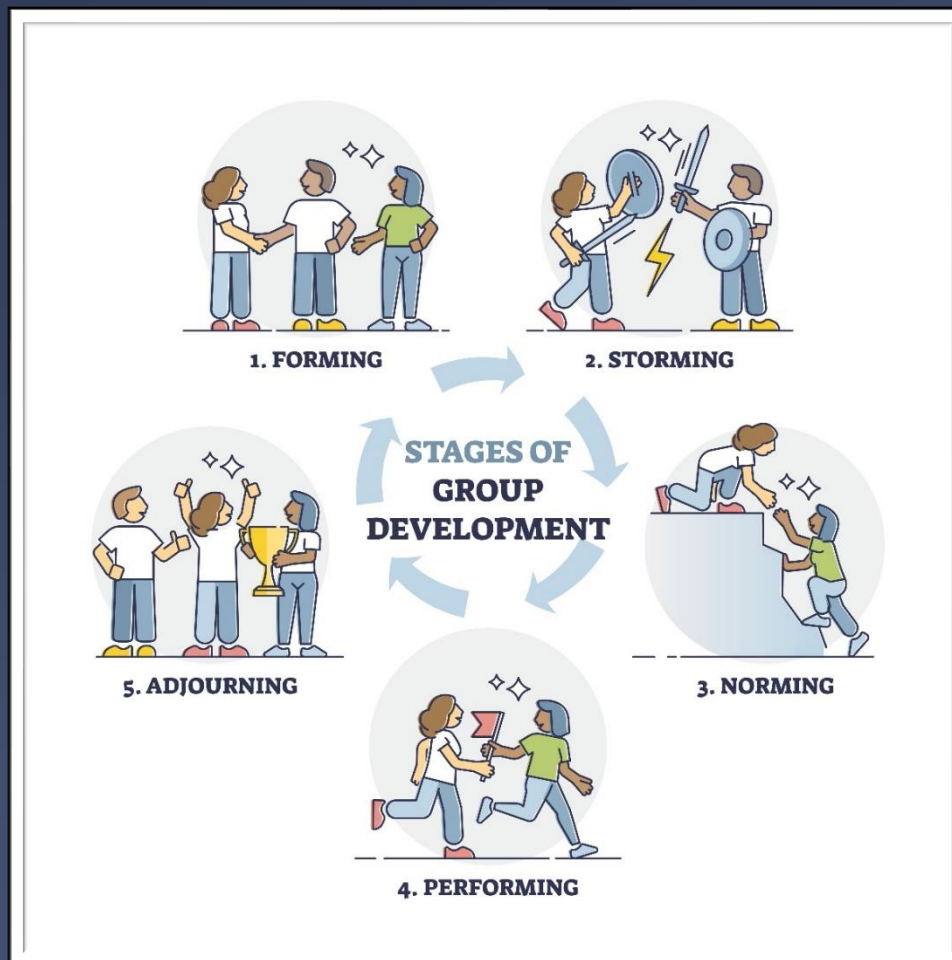 1. FORMING
2. STORMING
STAGES OF
GROUP
DEVELOPMENT
5. ADJOURNING
3. NORMING
4. PERFORMING